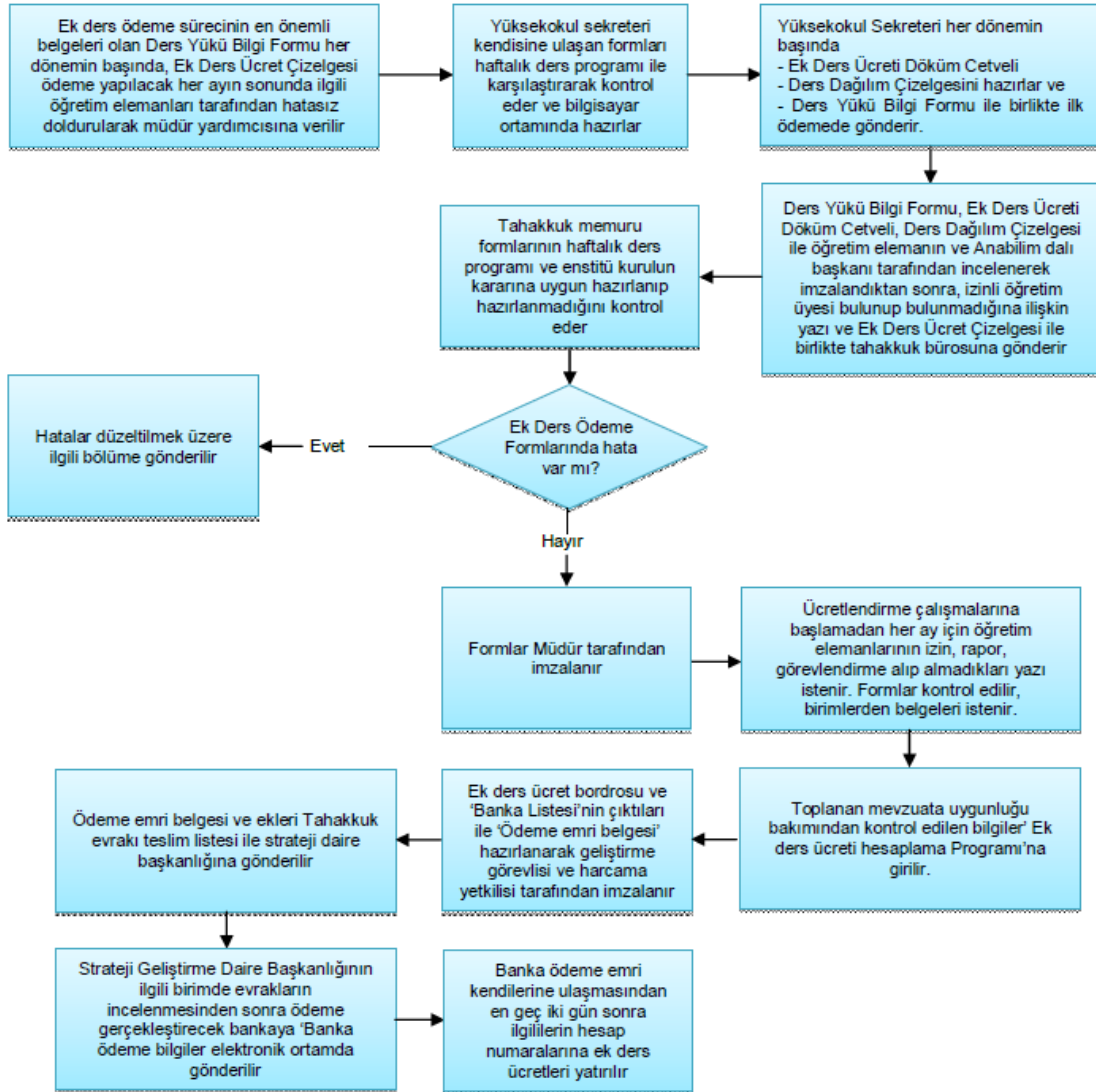 Ek ders ödeme sürecinin en önemli
belgeleri olan Ders Yükü Bilgi Formu her
dönemin başında, Ek Ders Ücret Çizelgesi
ödeme yapılacak her ayın sonunda ilgili
öğretim elemanları tarafından hatasız
doldurularak müdür yardımcısına verilir
Yüksekokul sekreteri
kendisine ulaşan formları
haftalık ders programı ile
karşılaştırarak kontrol
eder ve bilgisayar
ortamında hazırlar
Yüksekokul Sekreteri her dönemin
başında
- Ek Ders Ücreti Döküm Cetveli
- Ders Dağılım Çizelgesini hazırlar ve
- Ders Yükü Bilgi Formu ile birlikte ilk
ödemede gönderir.
Ders Yükü Bilgi Formu, Ek Ders Ücreti
Döküm Cetveli, Ders Dağılım Çizelgesi
ile öğretim elemanın ve Anabilim dalı
başkanı tarafından incelenerek
imzalandıktan sonra, izinli öğretim
üyesi bulunup bulunmadığına ilişkin
yazı ve Ek Ders Ücret Çizelgesi ile
birlikte tahakkuk bürosuna gönderir
Tahakkuk memuru
formlarının haftalık ders
programı ve enstitü kurulun
kararına uygun hazırlanıp
hazırlanmadığını kontrol
eder
Ek Ders Ödeme
Formlarında hata
var mı?
Evet
Hatalar düzeltilmek üzere
ilgili bölüme gönderilir
Hayır
Formlar Müdür tarafından
imzalanır
Ücretlendirme çalışmalarına
başlamadan her ay için öğretim
elemanlarının izin, rapor,
görevlendirme alıp almadıkları yazı
istenir. Formlar kontrol edilir,
birimlerden belgeleri istenir.
Toplanan mevzuata uygunluğu
bakımından kontrol edilen bilgiler’ Ek
ders ücreti hesaplama Programı’na
girilir.
Ek ders ücret bordrosu ve
‘Banka Listesi’nin çıktıları
ile ‘Ödeme emri belgesi’
hazırlanarak geliştirme
görevlisi ve harcama
yetkilisi tarafından imzalanır
Ödeme emri belgesi ve ekleri Tahakkuk
evrakı teslim listesi ile strateji daire
başkanlığına gönderilir
Strateji Geliştirme Daire Başkanlığının
ilgili birimde evrakların
incelenmesinden sonra ödeme
gerçekleştirecek bankaya ‘Banka
ödeme bilgiler elektronik ortamda
gönderilir
Banka ödeme emri
kendilerine ulaşmasından
en geç iki gün sonra
ilgililerin hesap
numaralarına ek ders
ücretleri yatırılır